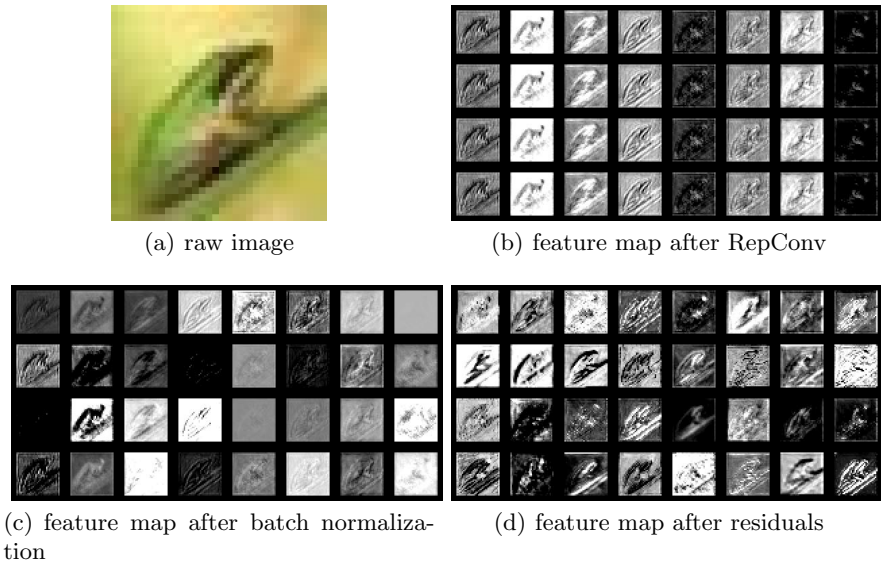 (a) raw image
(b) feature map after RepConv
(c) feature map after batch normaliza-
tion
(d) feature map after residuals